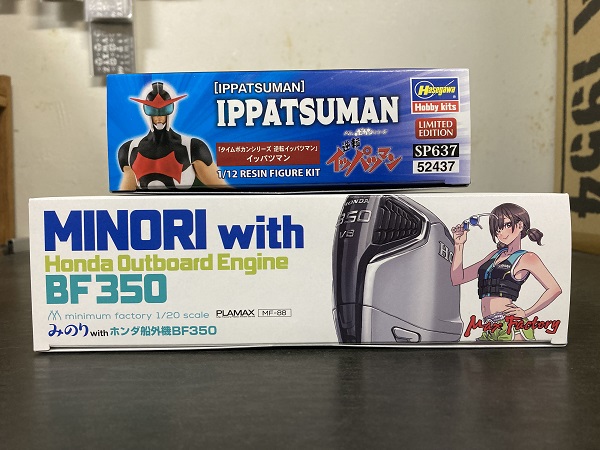 [IPPATSUMAN]
IPPATSUMAN
「タイムボカンシリーズ 逆転イッパツマン」
イッパツマン
1/12 RESIN FIGURE KIT
逆転
イッパツマン
Hasegawa
Hobby kits
LIMITED
EDITION
SP637
52437
MINORI with
Honda Outboard Engine
BF350
minimum factory 1/20 scale
PLAMAX
MF-88
みのり with ホンダ船外機BF350
HONDA
350
V8
Max Factory
1994